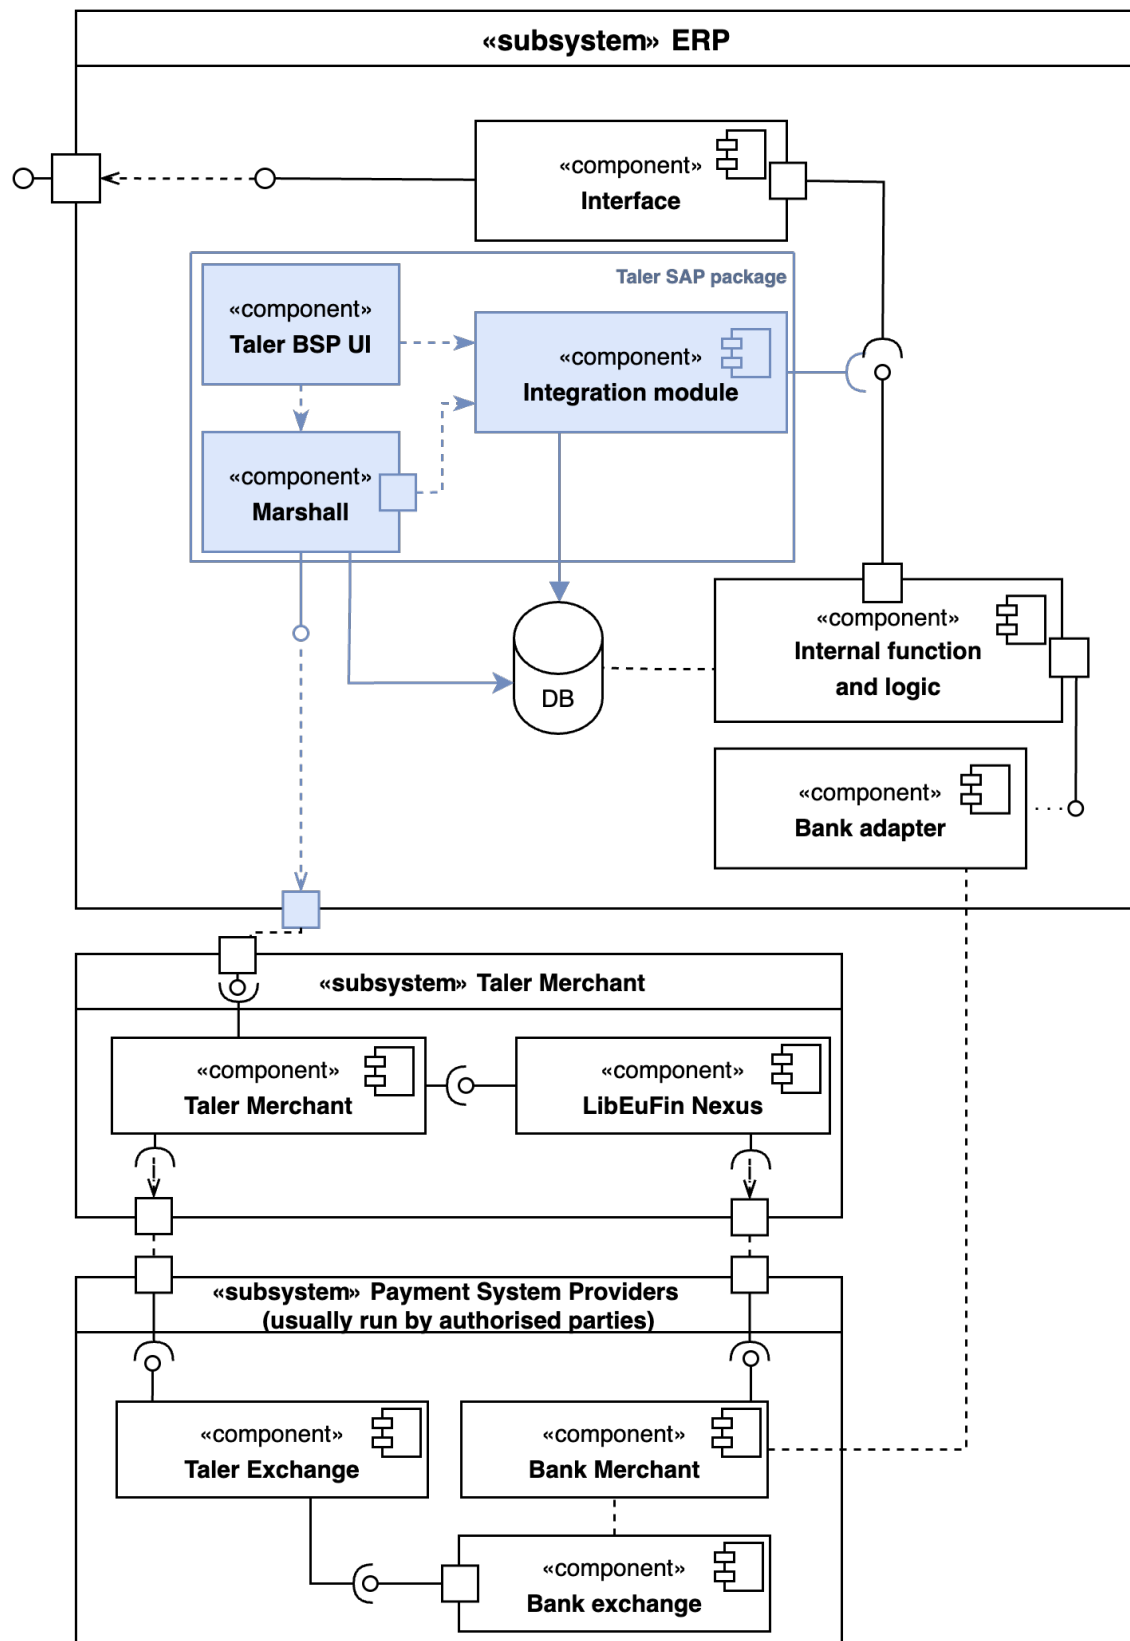 «subsystem» ERP
«component»
Interface
Taler SAP package
«component»
Taler BSP UI
«component»
Integration module
«component»
Marshall
DB
«component»
Internal function
and logic
«component»
Bank adapter
«subsystem» Taler Merchant
«component»
Taler Merchant
«component»
LibEuFin Nexus
«subsystem» Payment System Providers
(usually run by authorised parties)
«component»
Taler Exchange
«component»
Bank Merchant
«component»
Bank exchange